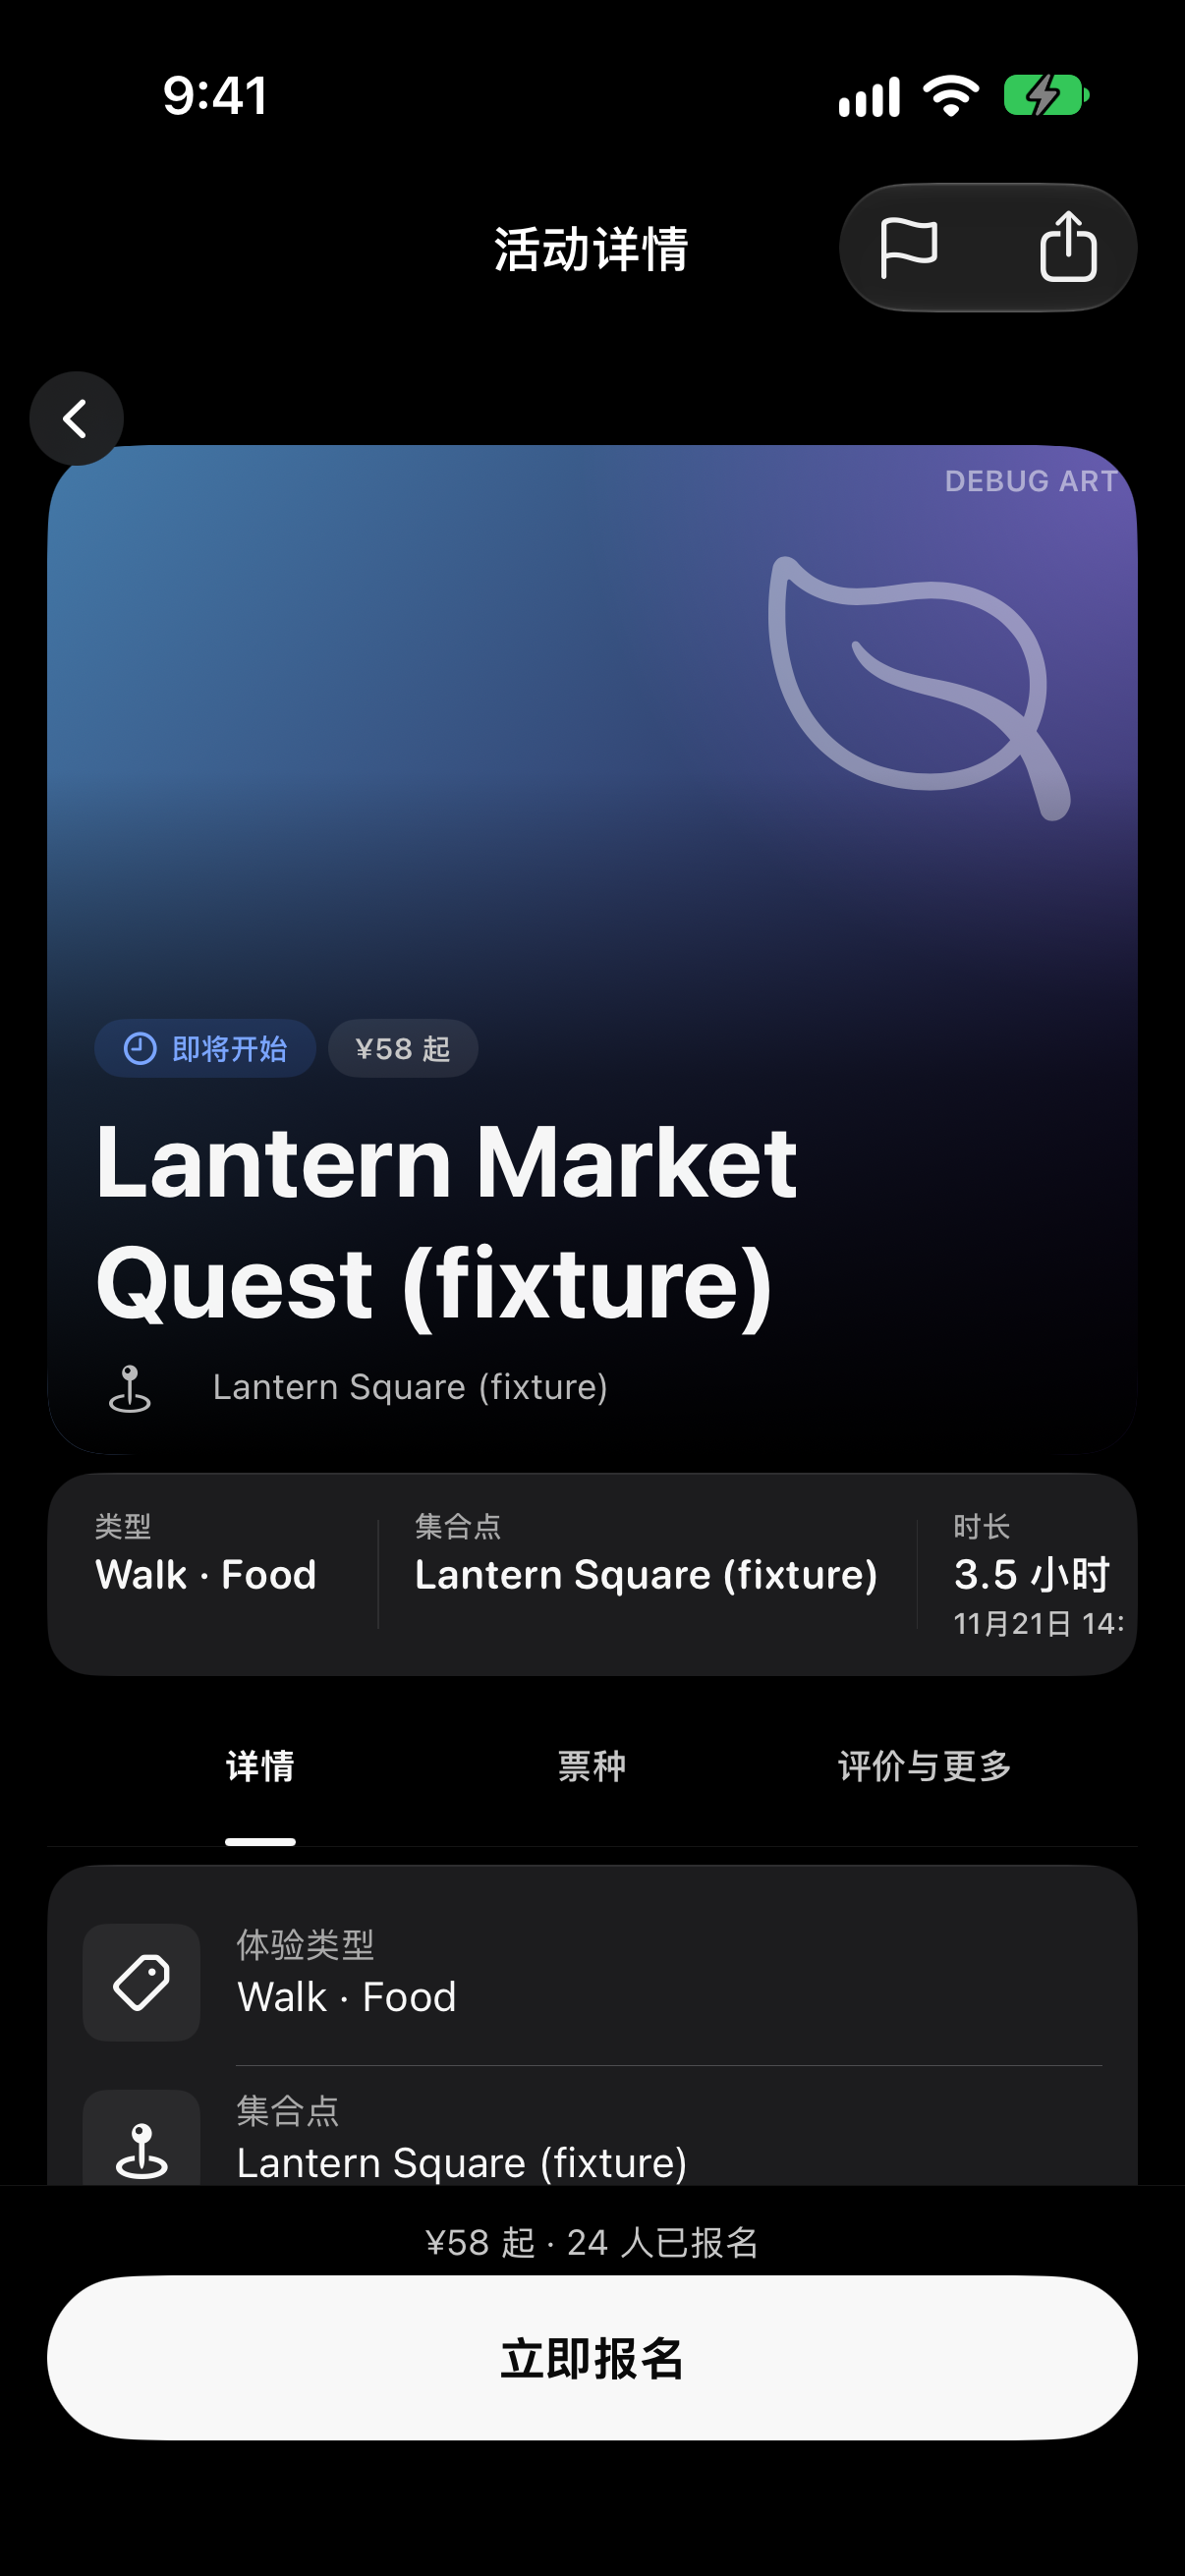 9:41
活动详情
DEBUG ART
即将开始
¥58 起
Lantern Market
Quest (fixture)
Lantern Square (fixture)
类型
Walk · Food
集合点
Lantern Square (fixture)
时长
3.5 小时
11月21日 14:
详情
票种
评价与更多
体验类型
Walk · Food
集合点
Lantern Square (fixture)
¥58 起 · 24 人已报名
立即报名